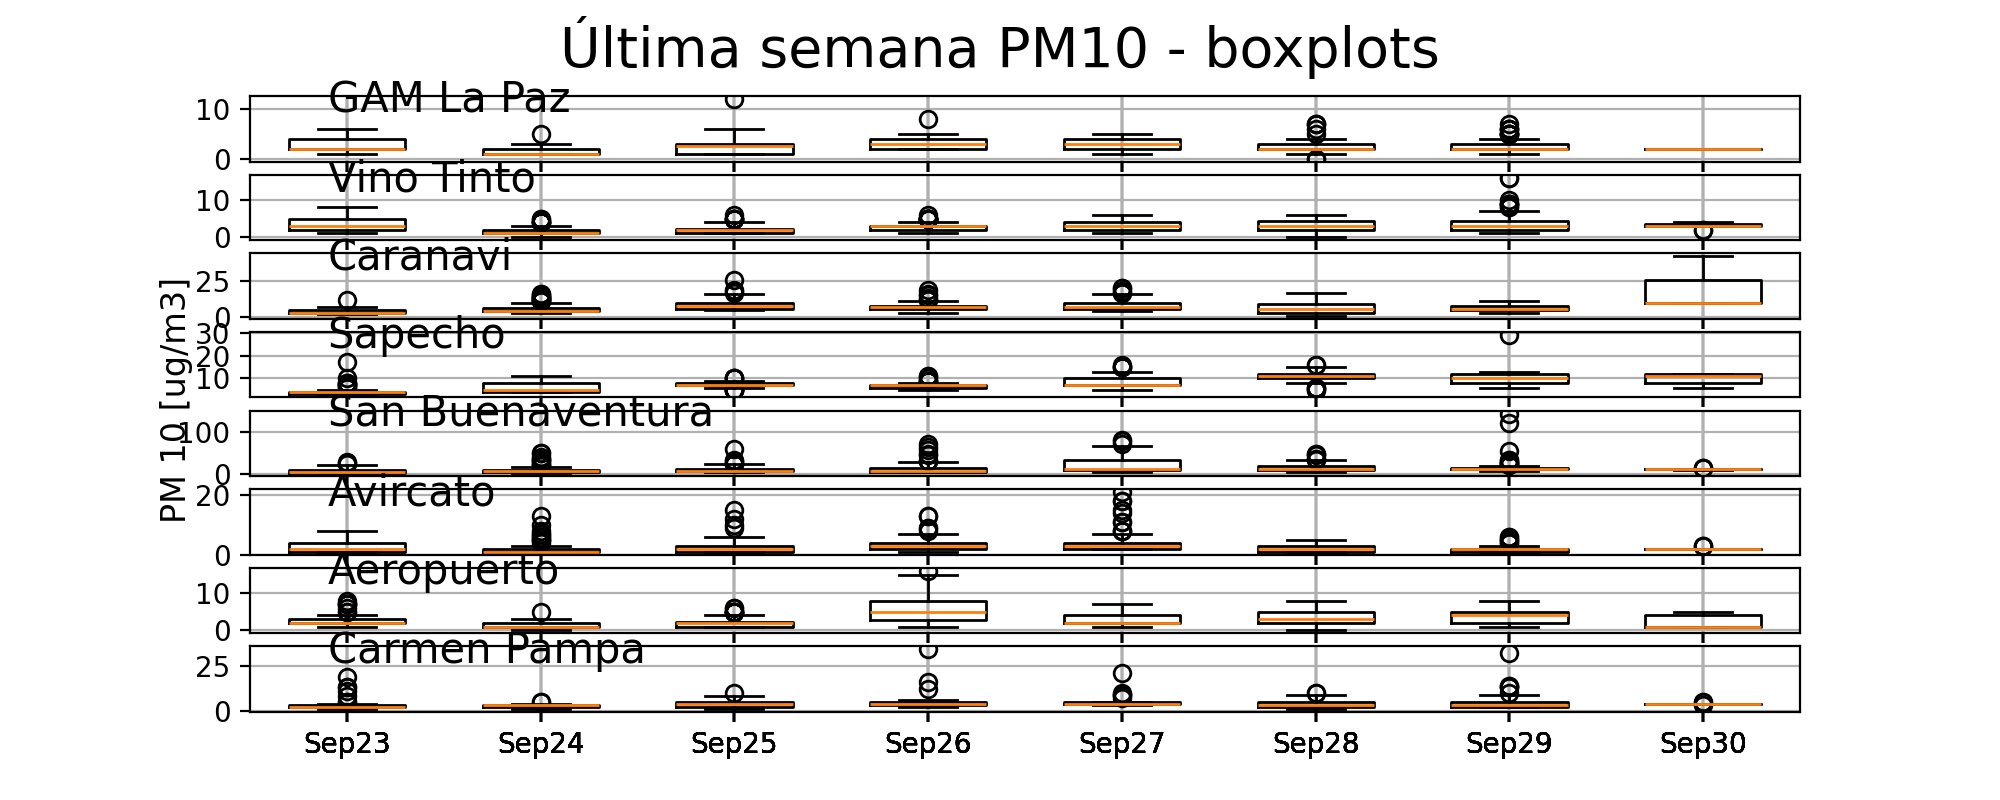 Última semana PM10 - boxplots
GAM La Paz
10
0
Vino Tinto
10
0
Caranavi
25
0
PM 10 [ug/m3]
Sapecho
30
20
10
San Buenaventura
100
0
Avircato
20
0
Aeropuerto
10
0
Carmen Pampa
25
0
Sep23 Sep24 Sep25 Sep26 Sep27 Sep28 Sep29 Sep30